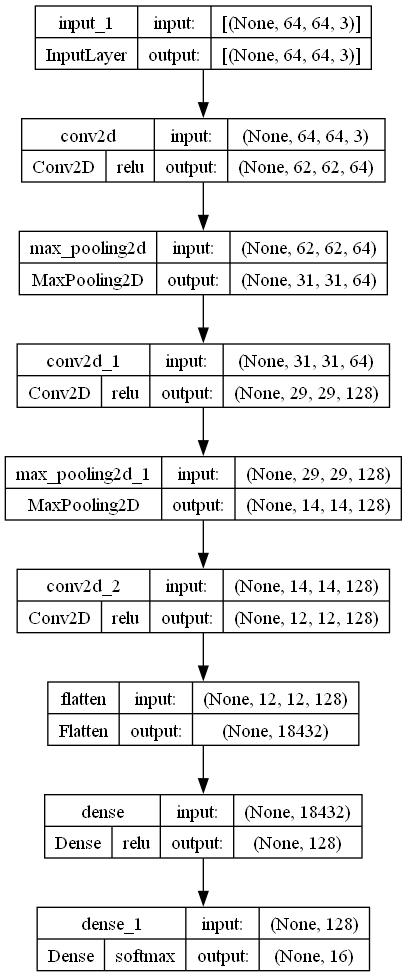 input_1 input: [(None, 64, 64, 3)]
InputLayer output: [(None, 64, 64, 3)]
conv2d input: (None, 64, 64, 3)
Conv2D relu output: (None, 62, 62, 64)
max_pooling2d input: (None, 62, 62, 64)
MaxPooling2D output: (None, 31, 31, 64)
conv2d_1 input: (None, 31, 31, 64)
Conv2D relu output: (None, 29, 29, 128)
max_pooling2d_1 input: (None, 29, 29, 128)
MaxPooling2D output: (None, 14, 14, 128)
conv2d_2 input: (None, 14, 14, 128)
Conv2D relu output: (None, 12, 12, 128)
flatten input: (None, 12, 12, 128)
Flatten output: (None, 18432)
dense input: (None, 18432)
Dense relu output: (None, 128)
dense_1 input: (None, 128)
Dense softmax output: (None, 16)